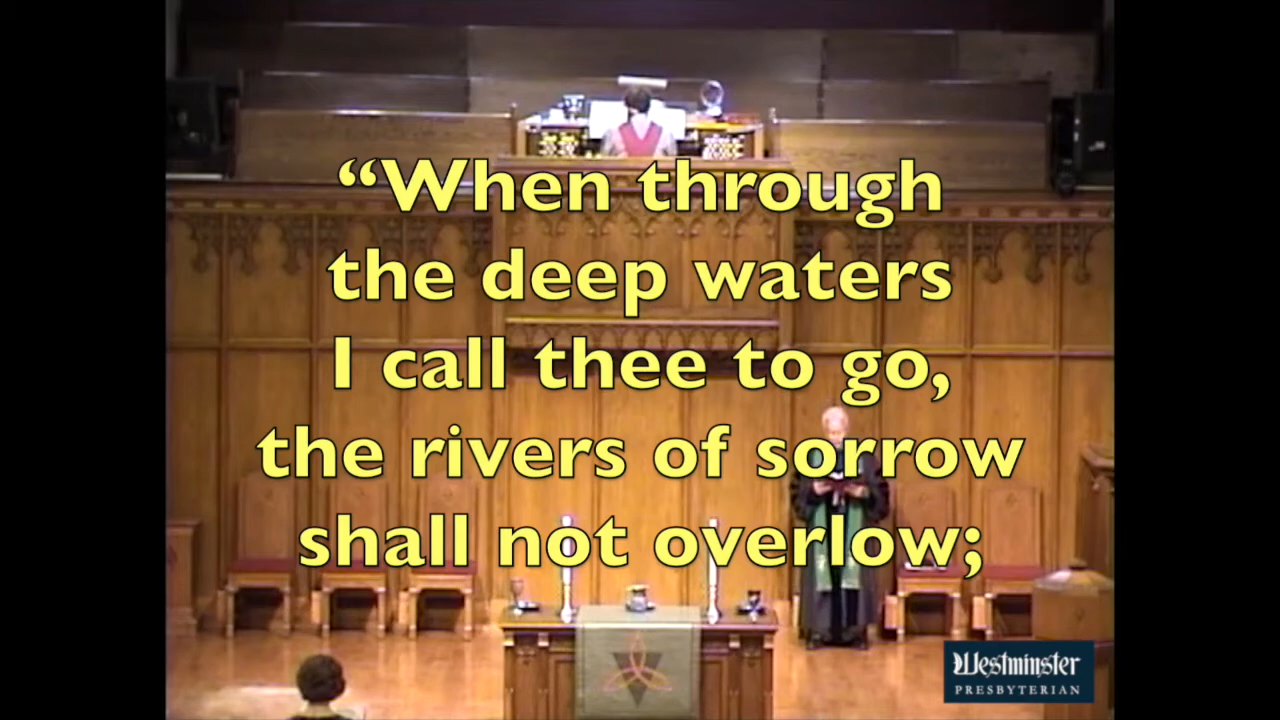 “When through
the deep waters
I call thee to go,
the rivers of sorrow
shall not overlow;
Westminster
PRESBYTERIAN